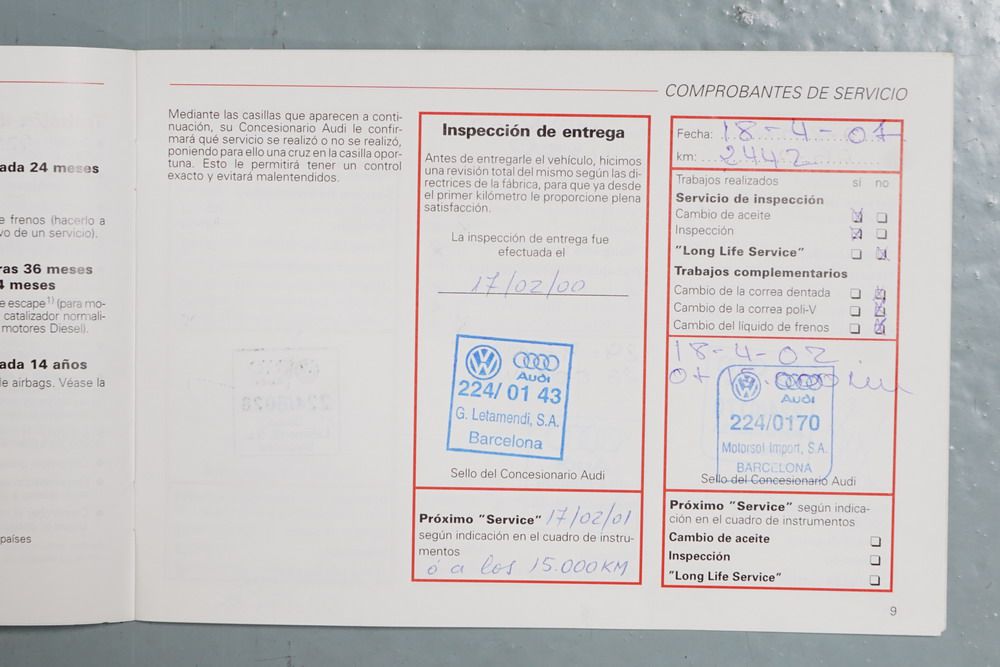 ada 24 meses
e frenos (hacerlo a
vo de un servicio).
ras 36 meses
4 meses
e escape¹⁾ (para mo-
catalizador normali-
motores Diesel).
ada 14 años
le airbags. Véase la
países
COMPROBANTES DE SERVICIO
Mediante las casillas que aparecen a conti-
nuación, su Concesionario Audi le confir-
mará qué servicio se realizó o no se realizó,
poniendo para ello una cruz en la casilla opor-
tuna. Esto le permitirá tener un control
exacto y evitará malentendidos.
Inspección de entrega
Antes de entregarle el vehículo, hicimos
una revisión total del mismo según las di-
rectrices de la fábrica, para que ya desde
el primer kilómetro le proporcione plena
satisfacción.
La inspección de entrega fue
efectuada el
17/02/00
Audi
224/ 01 43
G. Letamendi, S.A.
Barcelona
Sello del Concesionario Audi
Próximo "Service" 17/02/01
según indicación en el cuadro de instru-
mentos
ó a los 15.000KM
Fecha: 18-4-01
km: 2442
Trabajos realizados sí no
Servicio de inspección
Cambio de aceite
Inspección
"Long Life Service"
Trabajos complementarios
Cambio de la correa dentada
Cambio de la correa poli-V
Cambio del líquido de frenos
18-4-02
Audi
224/0170
Motorsol Import, S.A.
BARCELONA
Sello del Concesionario Audi
Próximo "Service" según indica-
ción en el cuadro de instrumentos
Cambio de aceite
Inspección
"Long Life Service"
9